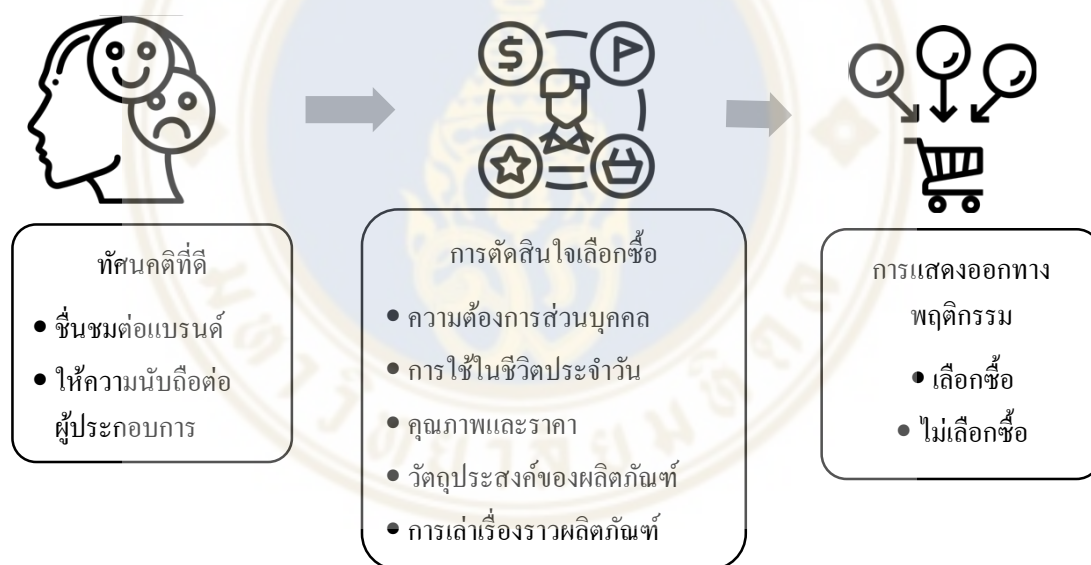 ทัศนคติที่ดี
• ชื่นชมต่อแบรนด์
• ให้ความนับถือต่อ
ผู้ประกอบการ
การตัดสินใจเลือกซื้อ
• ความต้องการส่วนบุคคล
• การใช้ในชีวิตประจำวัน
• คุณภาพและราคา
• วัตถุประสงค์ของผลิตภัณฑ์
• การเล่าเรื่องราวผลิตภัณฑ์
การแสดงออกทาง
พฤติกรรม
• เลือกซื้อ
• ไม่เลือกซื้อ